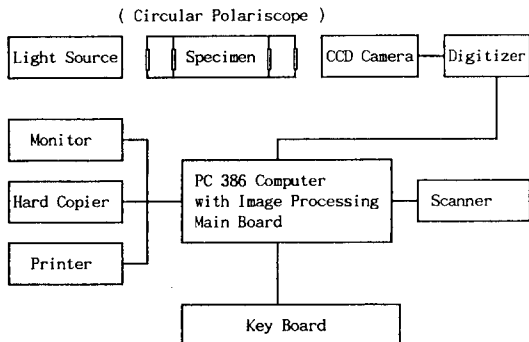 ( Circular Polariscope )
Light Source
Specimen
CCD Camera
Digitizer
Monitor
Hard Copier
Printer
PC 386 Computer
with Image Processing
Main Board
Scanner
Key Board